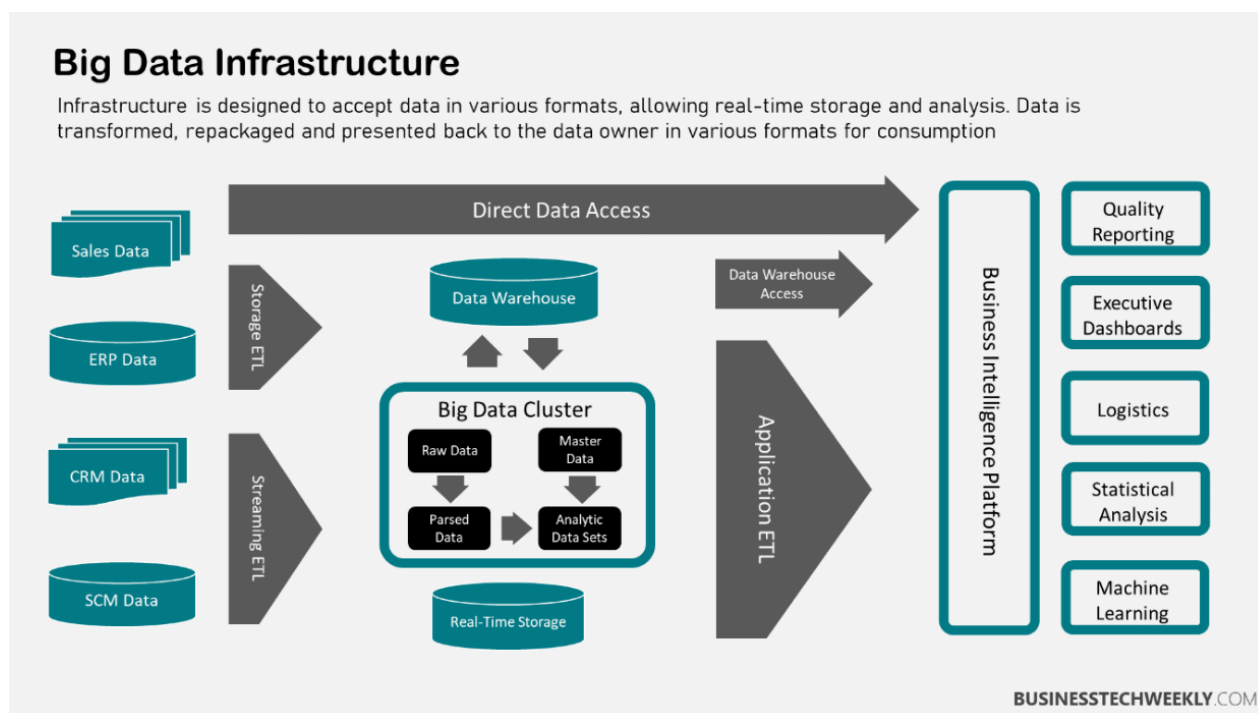 Big Data Infrastructure
Infrastructure is designed to accept data in various formats, allowing real-time storage and analysis. Data is
transformed, repackaged and presented back to the data owner in various formats for consumption
Direct Data Access
Sales Data
ERP Data
CRM Data
SCM Data
Storage ETL
Streaming ETL
Data Warehouse
Big Data Cluster
Raw Data
Master
Data
Parsed
Data
Analytic
Data Sets
Real-Time Storage
Data Warehouse
Access
Application ETL
Business Intelligence Platform
Quality
Reporting
Executive
Dashboards
Logistics
Statistical
Analysis
Machine
Learning
BUSINESSTECHWEEKLY.COM